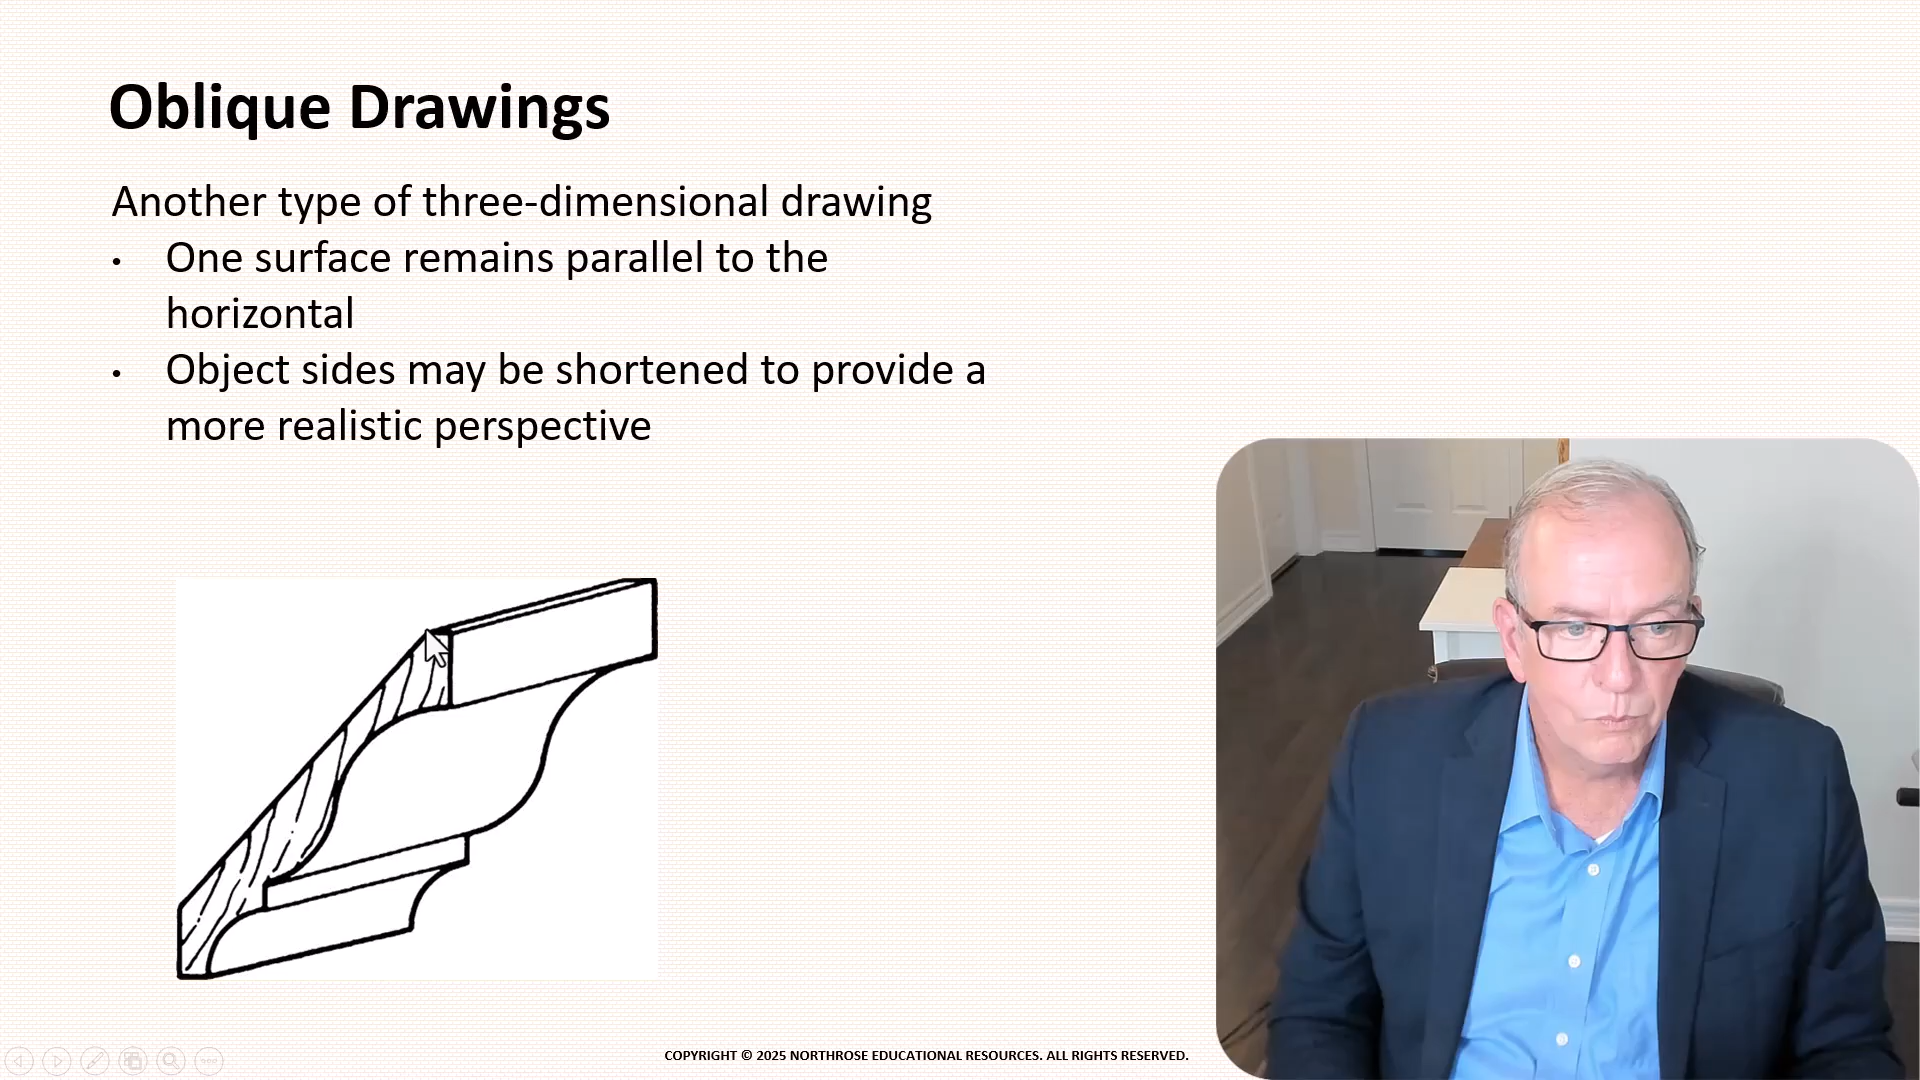 Oblique Drawings
Another type of three-dimensional drawing
• One surface remains parallel to the
horizontal
• Object sides may be shortened to provide a
more realistic perspective
COPYRIGHT © 2025 NORTHROSE EDUCATIONAL RESOURCES. ALL RIGHTS RESERVED.